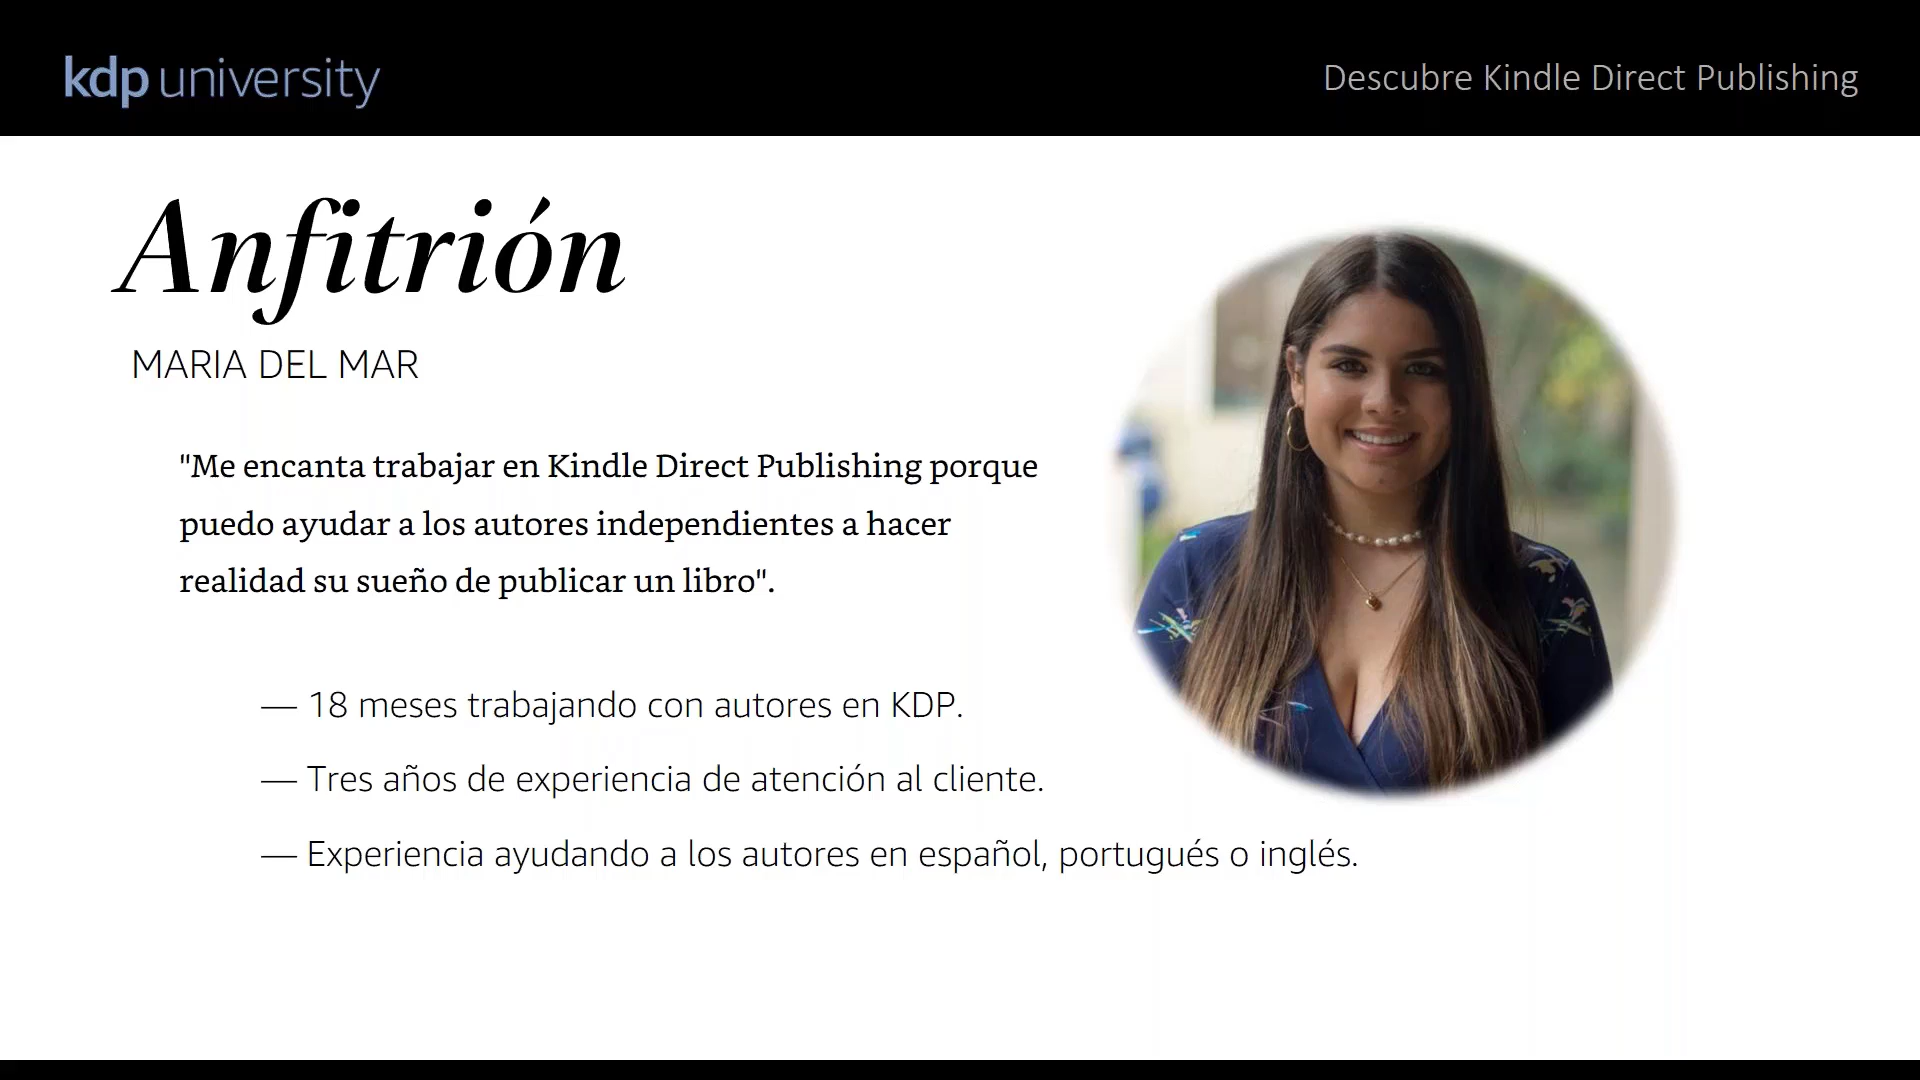 kdp university
Descubre Kindle Direct Publishing
Anfitrión
MARIA DEL MAR
"Me encanta trabajar en Kindle Direct Publishing porque
puedo ayudar a los autores independientes a hacer
realidad su sueño de publicar un libro".
— 18 meses trabajando con autores en KDP.
— Tres años de experiencia de atención al cliente.
— Experiencia ayudando a los autores en español, portugués o inglés.